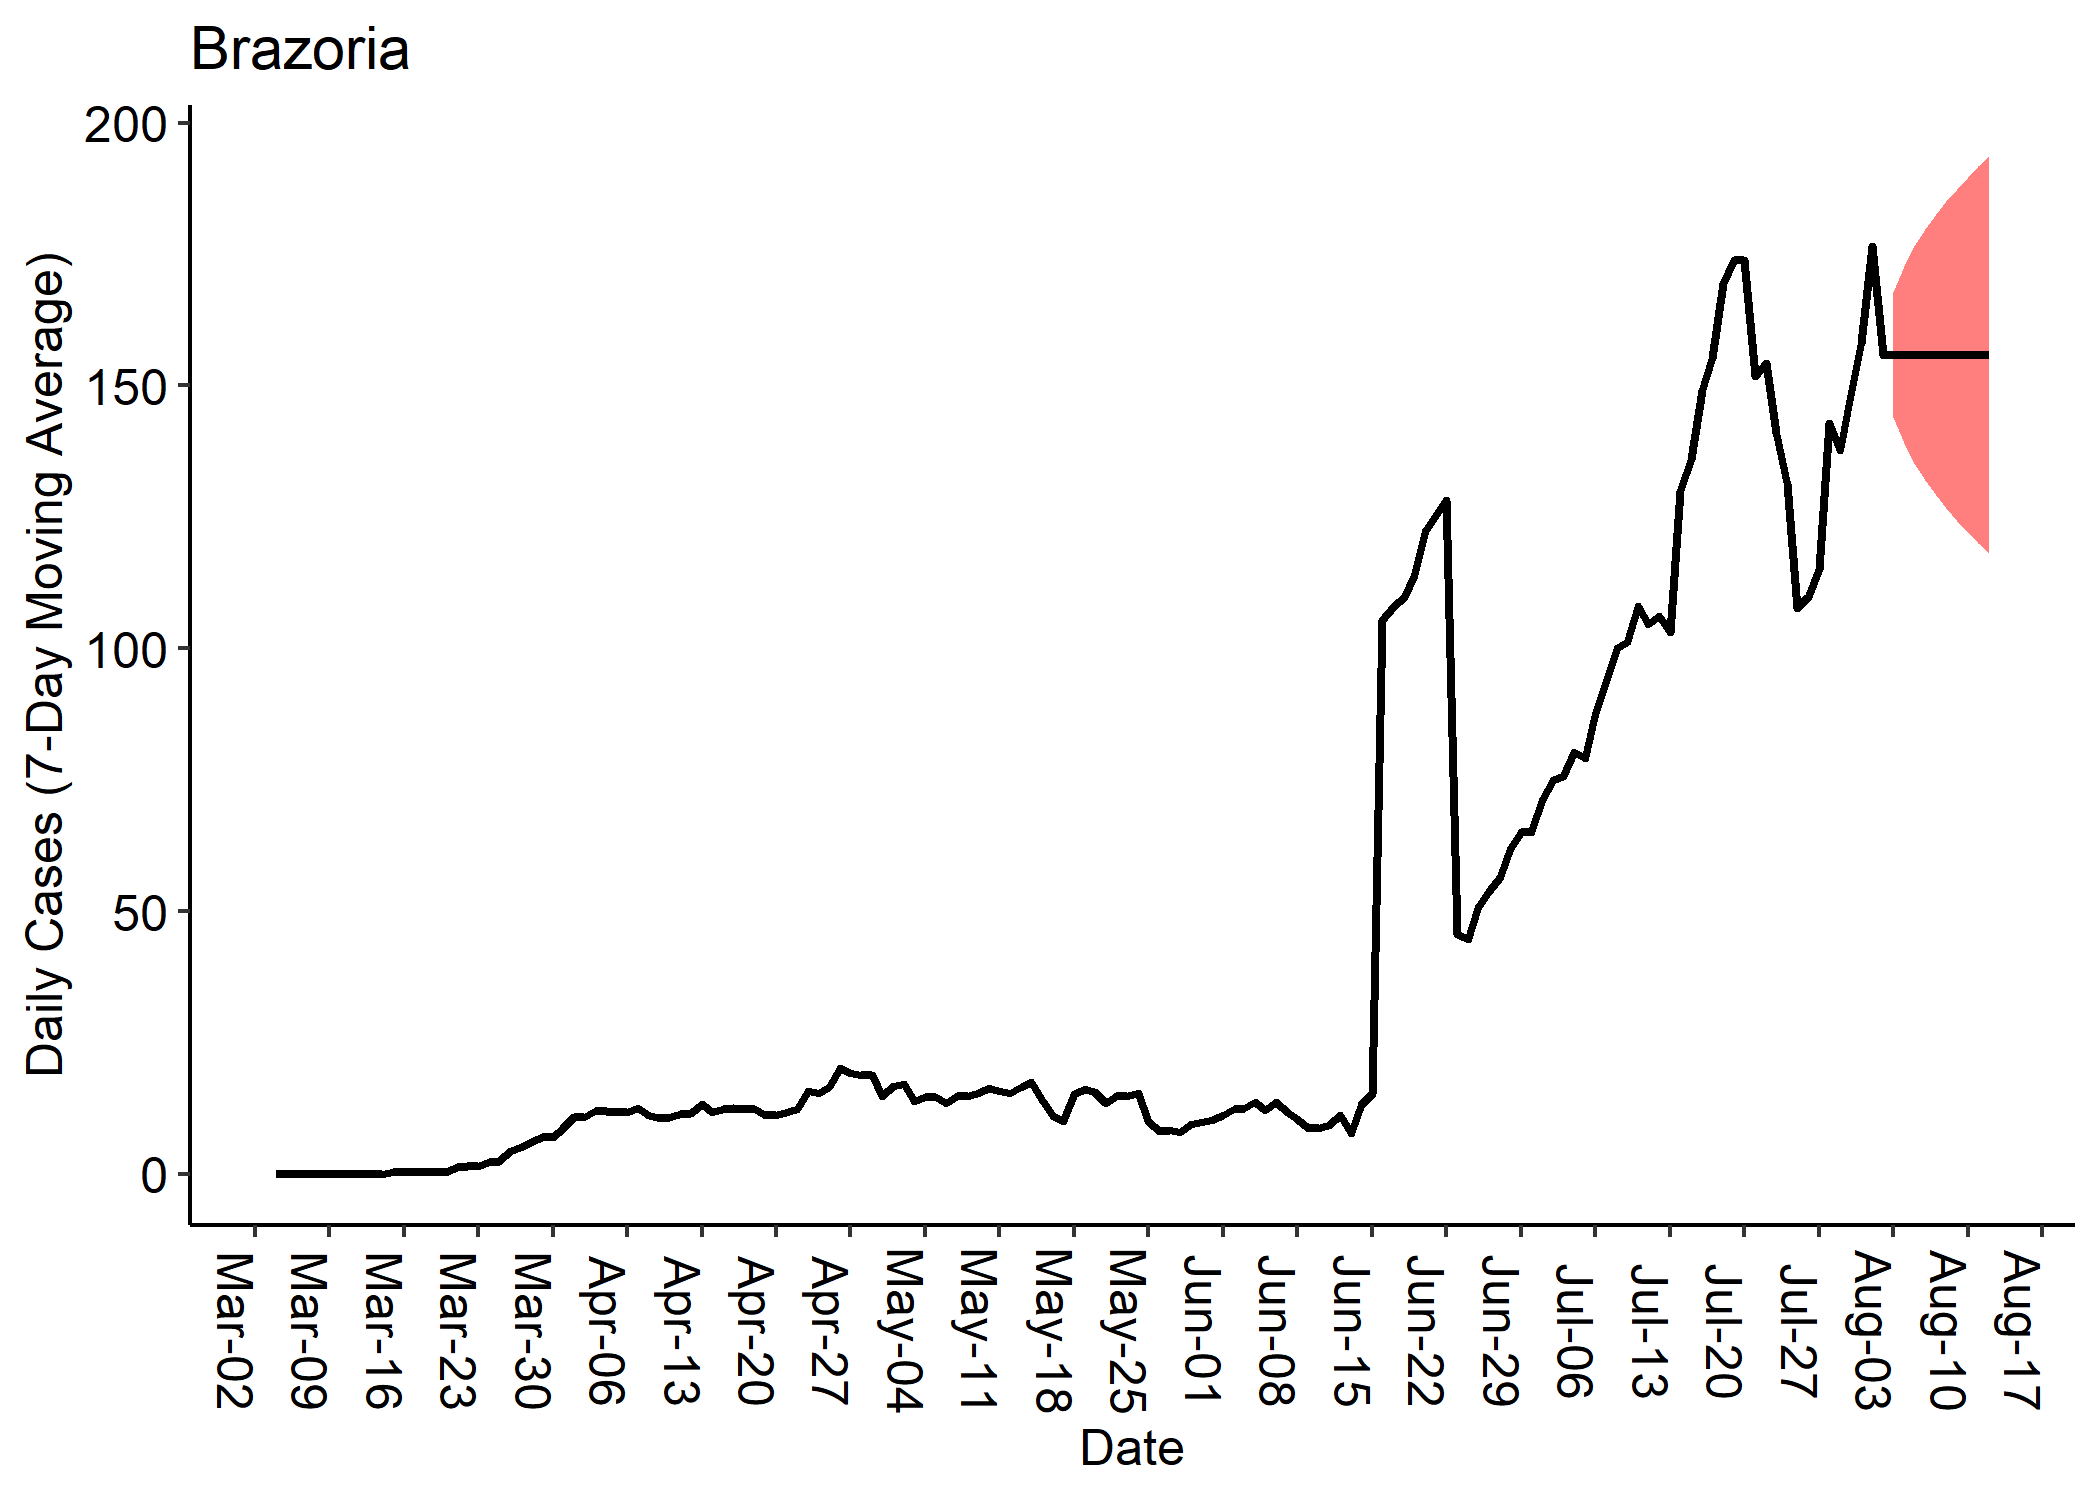 Brazoria
Daily Cases (7-Day Moving Average)
200
150
100
50
0
Mar-02
Mar-09
Mar-16
Mar-23
Mar-30
Apr-06
Apr-13
Apr-20
Apr-27
May-04
May-11
May-18
May-25
Jun-01
Jun-08
Jun-15
Jun-22
Jun-29
Jul-06
Jul-13
Jul-20
Jul-27
Aug-03
Aug-10
Aug-17
Date